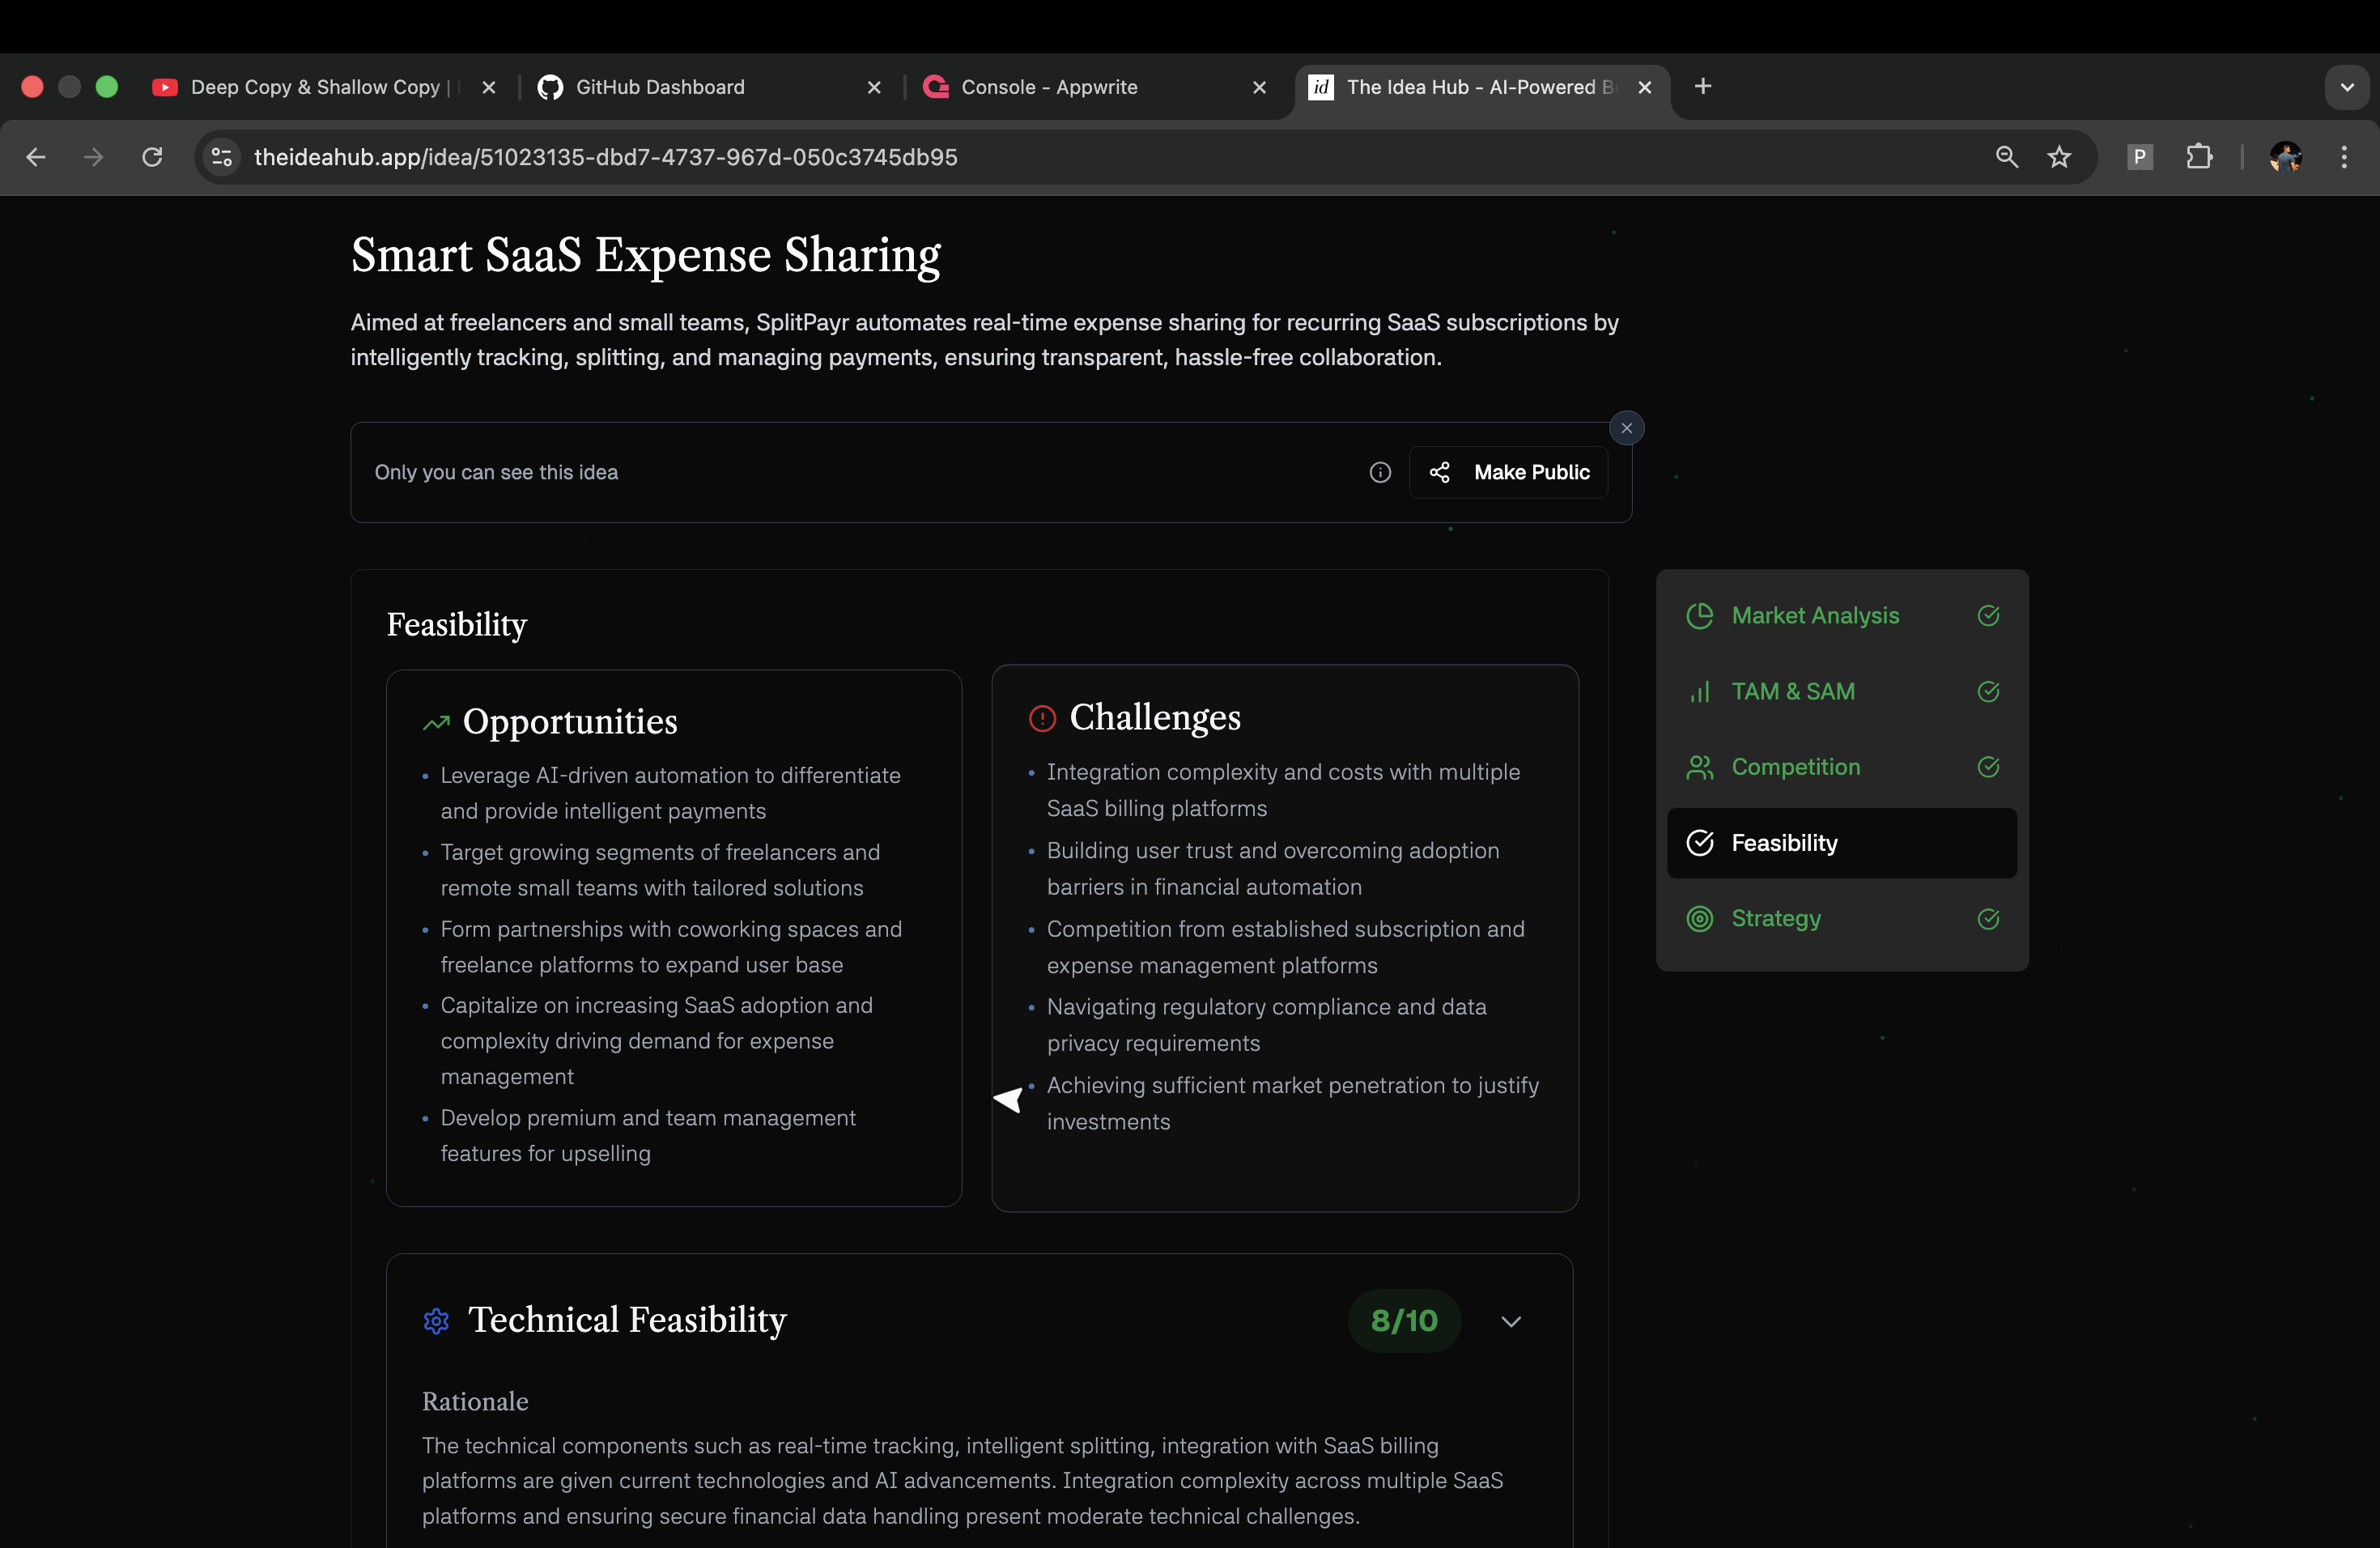 Deep Copy & Shallow Copy |
GitHub Dashboard
Console - Appwrite
id
The Idea Hub - AI-Powered B
theideahub.app/idea/51023135-dbd7-4737-967d-050c3745db95
P
Smart SaaS Expense Sharing
Aimed at freelancers and small teams, SplitPayr automates real-time expense sharing for recurring SaaS subscriptions by
intelligently tracking, splitting, and managing payments, ensuring transparent, hassle-free collaboration.
Only you can see this idea
Make Public
Feasibility
Opportunities
• Leverage AI-driven automation to differentiate
and provide intelligent payments
• Target growing segments of freelancers and
remote small teams with tailored solutions
• Form partnerships with coworking spaces and
freelance platforms to expand user base
• Capitalize on increasing SaaS adoption and
complexity driving demand for expense
management
• Develop premium and team management
features for upselling
Challenges
• Integration complexity and costs with multiple
SaaS billing platforms
• Building user trust and overcoming adoption
barriers in financial automation
• Competition from established subscription and
expense management platforms
• Navigating regulatory compliance and data
privacy requirements
• Achieving sufficient market penetration to justify
investments
Technical Feasibility
8/10
Rationale
The technical components such as real-time tracking, intelligent splitting, integration with SaaS billing
platforms are given current technologies and AI advancements. Integration complexity across multiple SaaS
platforms and ensuring secure financial data handling present moderate technical challenges.
Market Analysis
TAM & SAM
Competition
Feasibility
Strategy